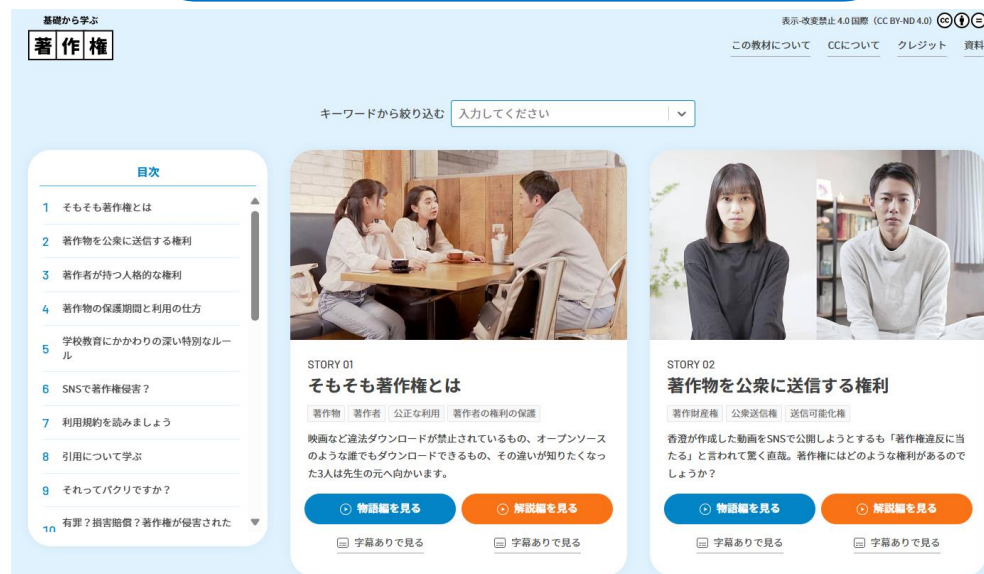 基礎から学ぶ
著作権
表示-改変禁止 4.0 国際（CC BY-ND 4.0）
この教材について CCについて クレジット 資料
キーワードから絞り込む 入力してください
目次
1 そもそも著作権とは
2 著作物を公衆に送信する権利
3 著作者が持つ人格的な権利
4 著作物の保護期間と利用の仕方
5 学校教育にかかわりの深い特別なルー
ル
6 SNSで著作権侵害？
7 利用規約を読みましょう
8 引用について学ぶ
9 それってパクリですか？
10 有罪？損害賠償？著作権が侵害された
STORY 01
そもそも著作権とは
著作物 著作者 公正な利用 著作者の権利の保護
映画など違法ダウンロードが禁止されているもの、オープンソース
のような誰でもダウンロードできるもの、その違いが知りたくなっ
た3人は先生の元へ向かいます。
物語編を見る 解説編を見る
字幕ありで見る 字幕ありで見る
STORY 02
著作物を公衆に送信する権利
著作財産権 公衆送信権 送信可能化権
香澄が作成した動画をSNSで公開しようとするも「著作権違反に当
たる」と言われて驚く直哉。著作権にはどのような権利があるので
しょうか？
物語編を見る 解説編を見る
字幕ありで見る 字幕ありで見る